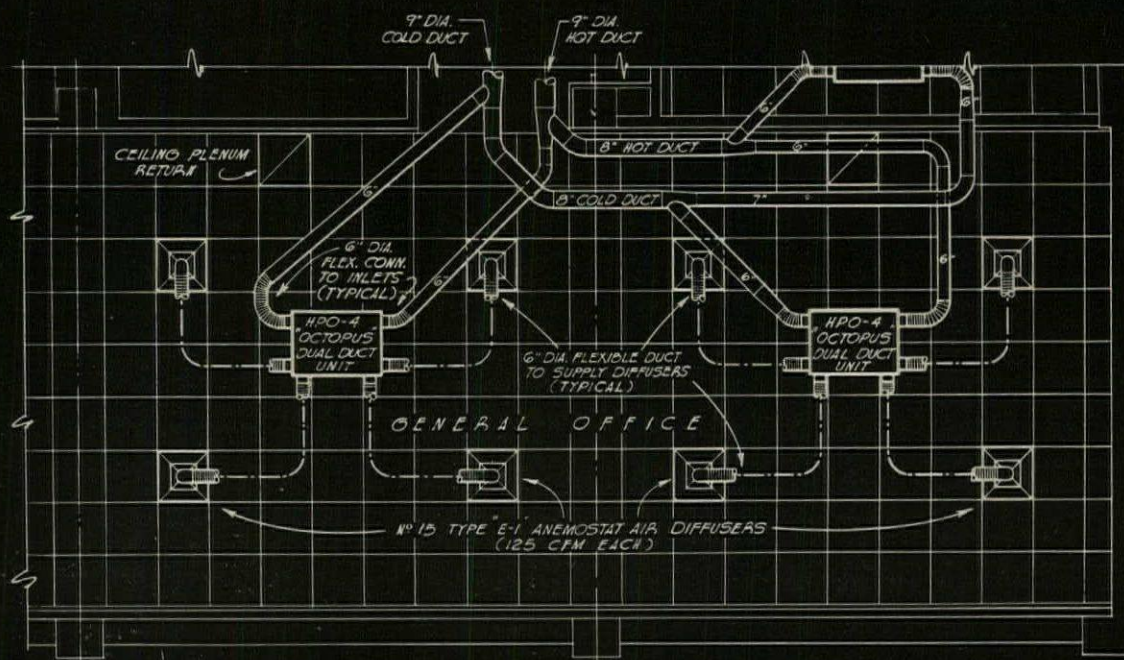 9" DIA.
COLD DUCT
9" DIA.
HOT DUCT
6"
6"
8" HOT DUCT
6"
CEILING PLENUM
RETURN
6"
8" COLD DUCT
7"
6" DIA.
FLEX. CONN.
TO INLETS
(TYPICAL)
6"
6"
6"
HPO-4
"OCTOPUS"
DUAL DUCT
UNIT
HPO-4
"OCTOPUS"
DUAL DUCT
UNIT
6" DIA. FLEXIBLE DUCT
TO SUPPLY DIFFUSERS
(TYPICAL)
GENERAL OFFICE
Nº 15 TYPE "E-1" ANEMOSTAT AIR DIFFUSERS
(125 CFM EACH)